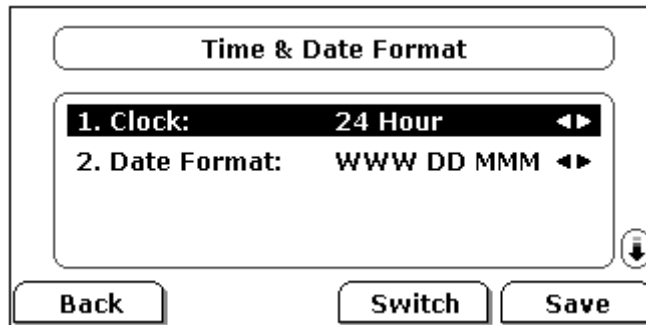 Time & Date Format
1. Clock: 24 Hour
2. Date Format: WWW DD MMM
Back Switch Save